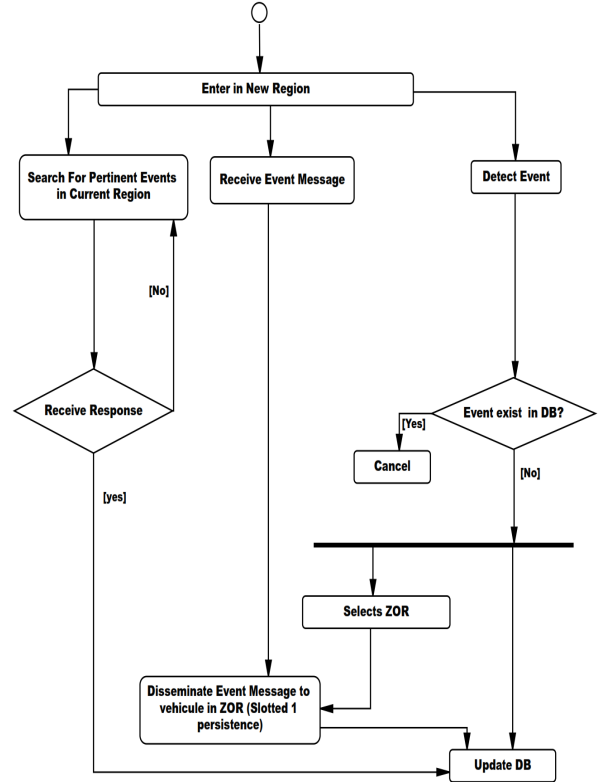 Enter in New Region
Search For Pertinent Events
in Current Region
Receive Event Message
Detect Event
[No]
Receive Response
Event exist in DB?
[Yes]
Cancel
[No]
[yes]
Selects ZOR
Disseminate Event Message to
vehicule in ZOR (Slotted 1
persistence)
Update DB